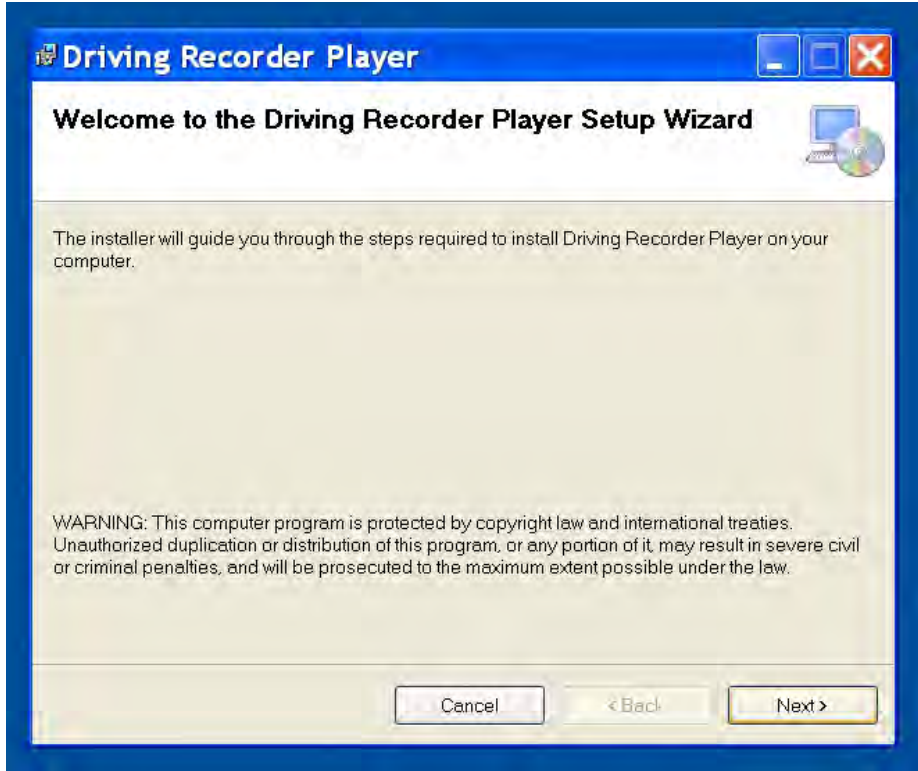 Driving Recorder Player
Welcome to the Driving Recorder Player Setup Wizard
The installer will guide you through the steps required to install Driving Recorder Player on your
computer.
WARNING: This computer program is protected by copyright law and international treaties.
Unauthorized duplication or distribution of this program, or any portion of it, may result in severe civil
or criminal penalties, and will be prosecuted to the maximum extent possible under the law.
Cancel
< Back
Next >